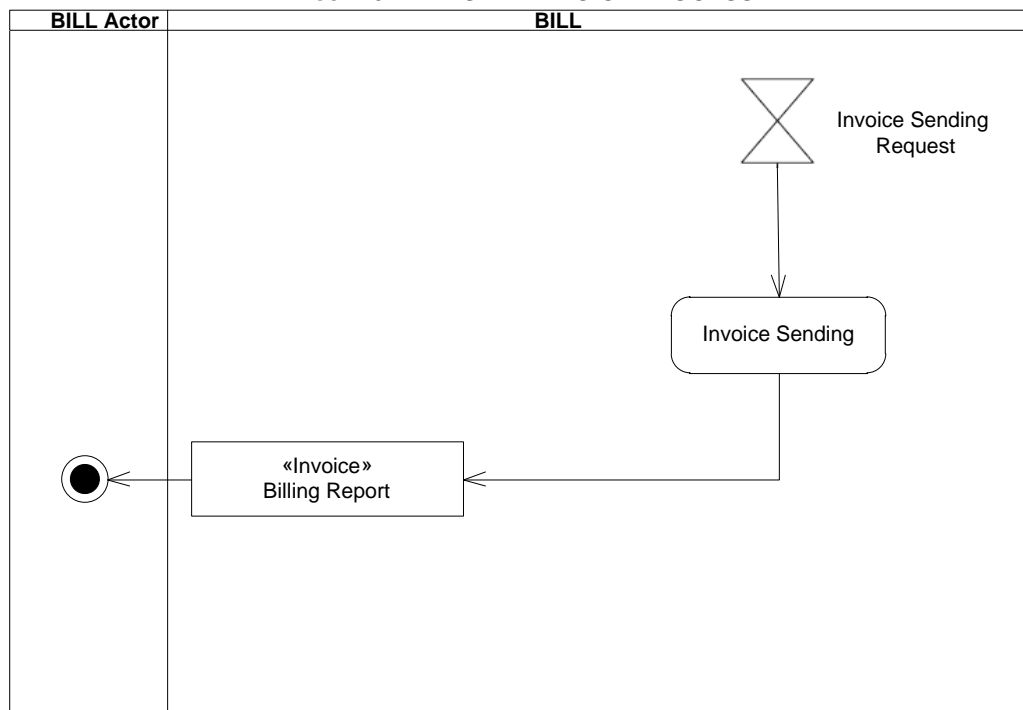 BILL Actor
BILL
Invoice Sending
Request
Invoice Sending
«Invoice»
Billing Report